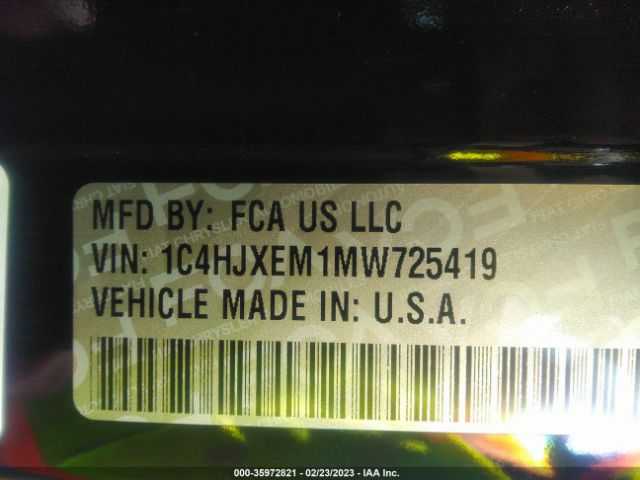 MFD BY: FCA US LLC
VIN: 1C4HJXEM1MW725419
VEHICLE MADE IN: U.S.A.
000-35972821 - 02/23/2023 - IAA Inc.